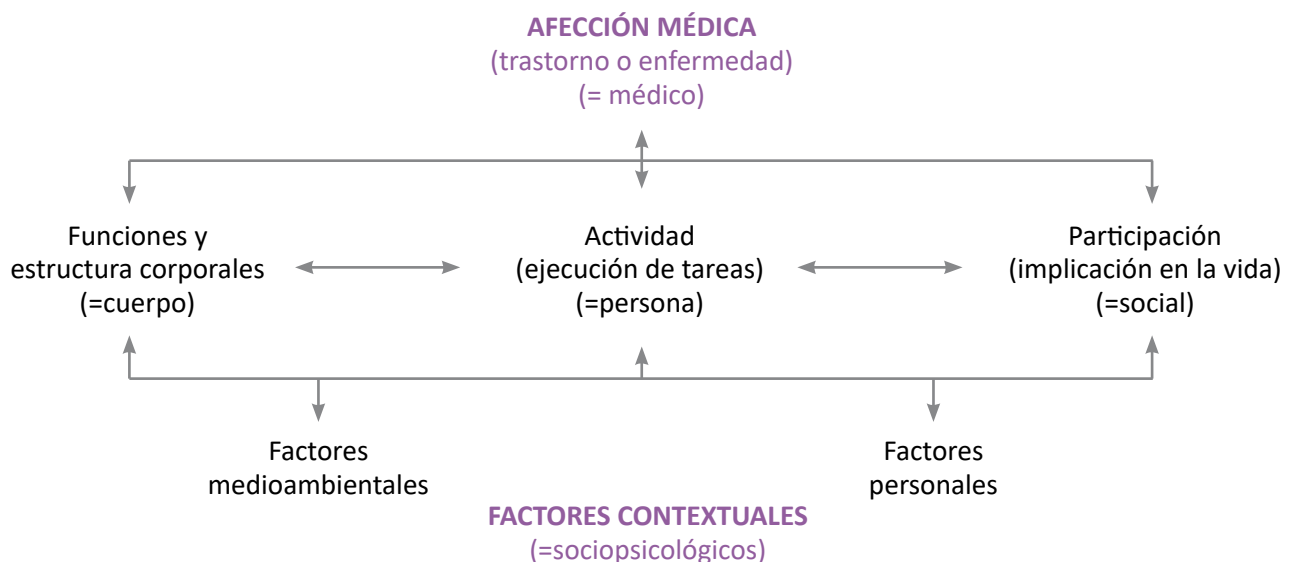 AFECCIÓN MÉDICA
(trastorno o enfermedad)
(= médico)
Funciones y
estructura corporales
(=cuerpo)
Actividad
(ejecución de tareas)
(=persona)
Participación
(implicación en la vida)
(=social)
Factores
medioambientales
Factores
personales
FACTORES CONTEXTUALES
(=sociopsicológicos)